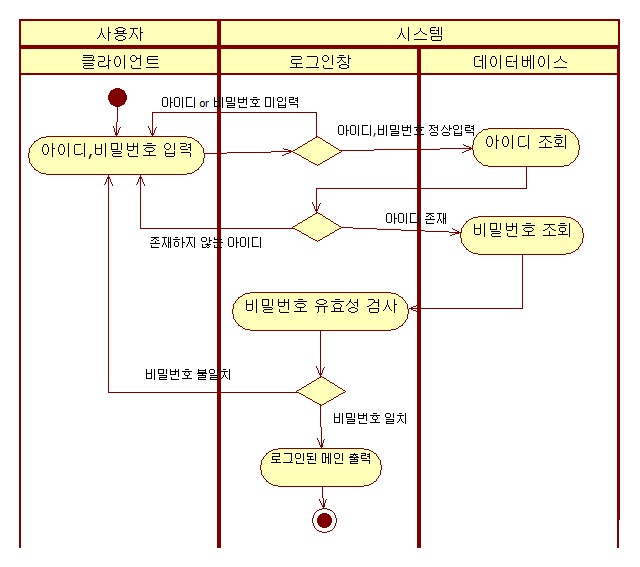 사용자
시스템
클라이언트
로그인창
데이터베이스
아이디 or 비밀번호 미입력
아이디,비밀번호 정상입력
아이디,비밀번호 입력
아이디 조회
아이디 존재
존재하지 않는 아이디
비밀번호 조회
비밀번호 유효성 검사
비밀번호 불일치
비밀번호 일치
로그인된 메인 출력